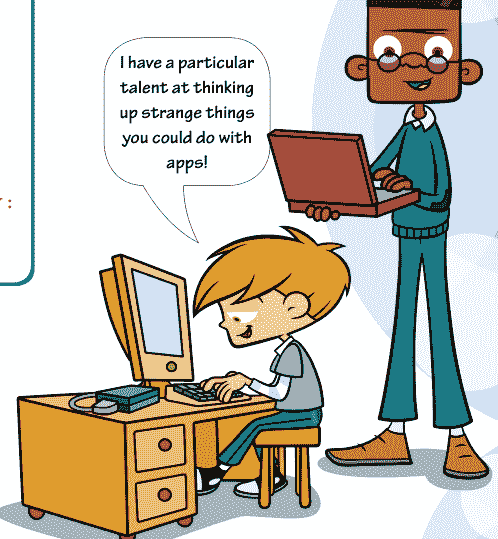 I have a particular
talent at thinking
up strange things
you could do with
apps!